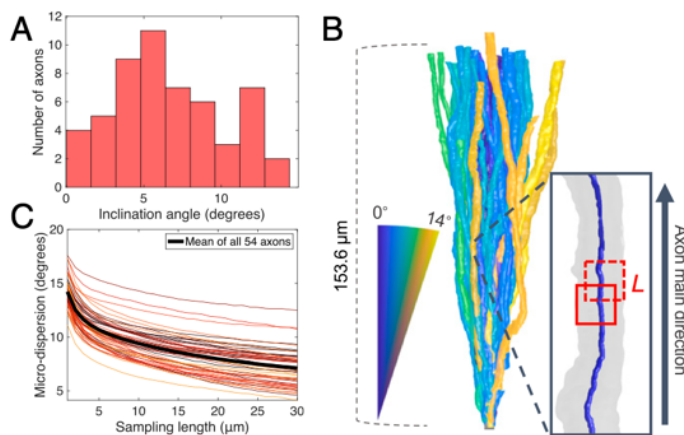 A
Number of axons
12
10
8
6
4
2
0
0
5
10
Inclination angle (degrees)
B
153.6 µm
0°
14°
L
Axon main direction
C
Micro-dispersion (degrees)
20
15
10
5
Mean of all 54 axons
5
10
15
20
25
30
Sampling length (µm)